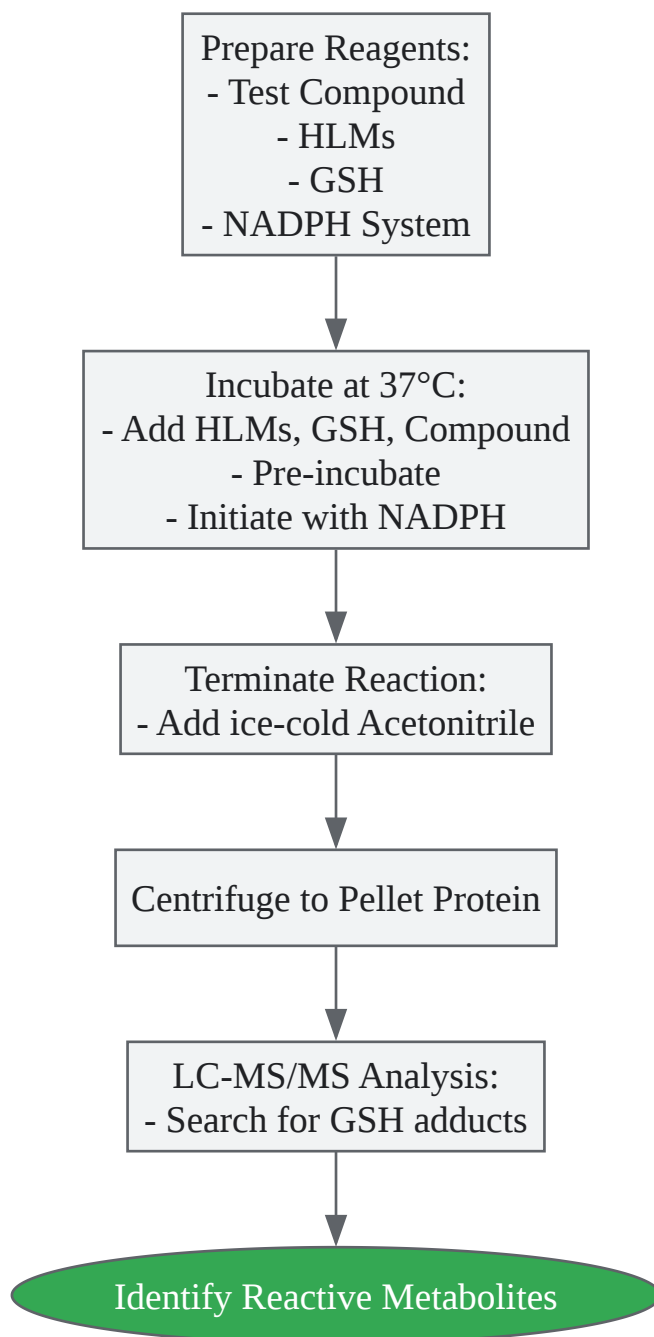 Prepare Reagents:
- Test Compound
- HLMs
- GSH
- NADPH System
Incubate at 37°C:
- Add HLMs, GSH, Compound
- Pre-incubate
- Initiate with NADPH
Terminate Reaction:
- Add ice-cold Acetonitrile
Centrifuge to Pellet Protein
LC-MS/MS Analysis:
- Search for GSH adducts
Identify Reactive Metabolites